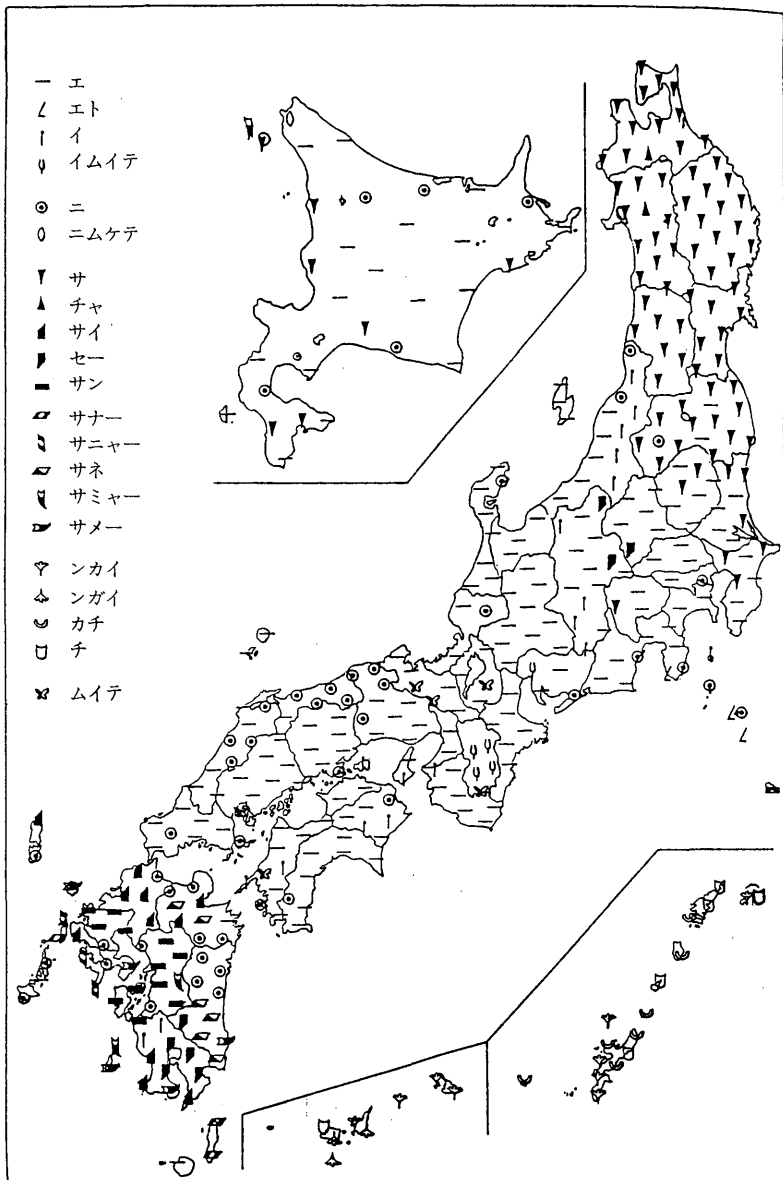 エ
エト
イ
イムイテ
ニ
ニムケテ
サ
チャ
サイ
セー
サン
サナー
サニャー
サネ
サミャー
サメー
ンカイ
ンガイ
カチ
チ
ムイテ